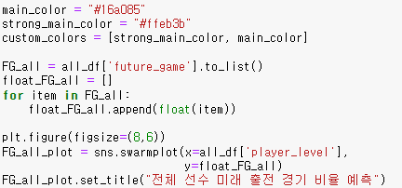 main_color = "#16a085"
strong_main_color = "#ffeb3b"
custom_colors = [strong_main_color, main_color]
FG_all = all_df['future_game'].to_list()
float_FG_all = []
for item in FG_all:
    float_FG_all.append(float(item))
plt.figure(figsize=(8,6))
FG_all_plot = sns.swarmplot(x=all_df['player_level'],
                            y=float_FG_all)
FG_all_plot.set_title("전체 선수 미래 출전 경기 비율 예측")